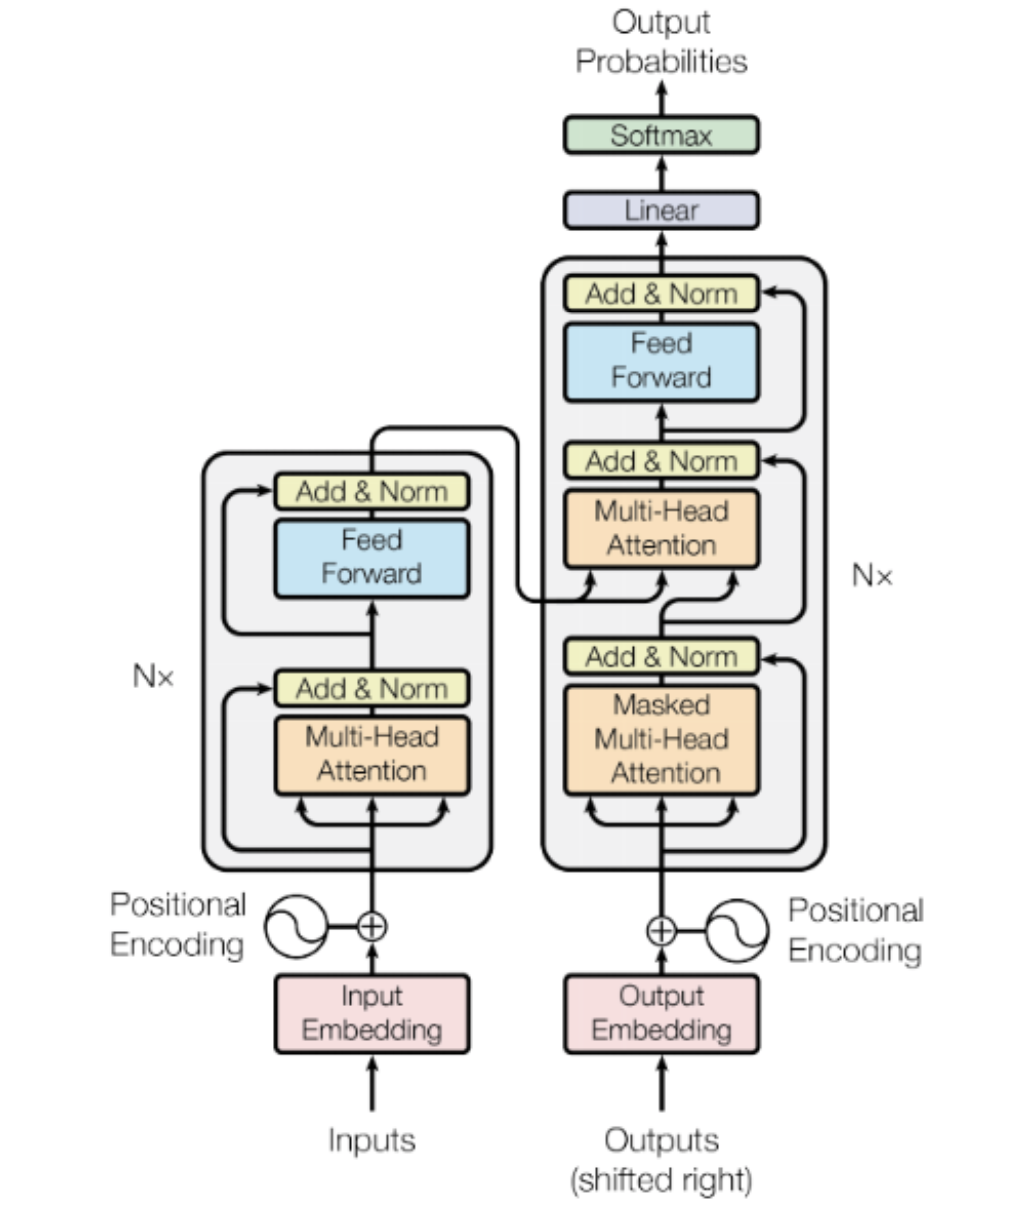 Output
Probabilities
Softmax
Linear
Add & Norm
Feed
Forward
Add & Norm
Multi-Head
Attention
Nx
Add & Norm
Masked
Multi-Head
Attention
Add & Norm
Feed
Forward
Nx
Add & Norm
Multi-Head
Attention
Positional
Encoding
Positional
Encoding
Input
Embedding
Output
Embedding
Inputs
Outputs
(shifted right)